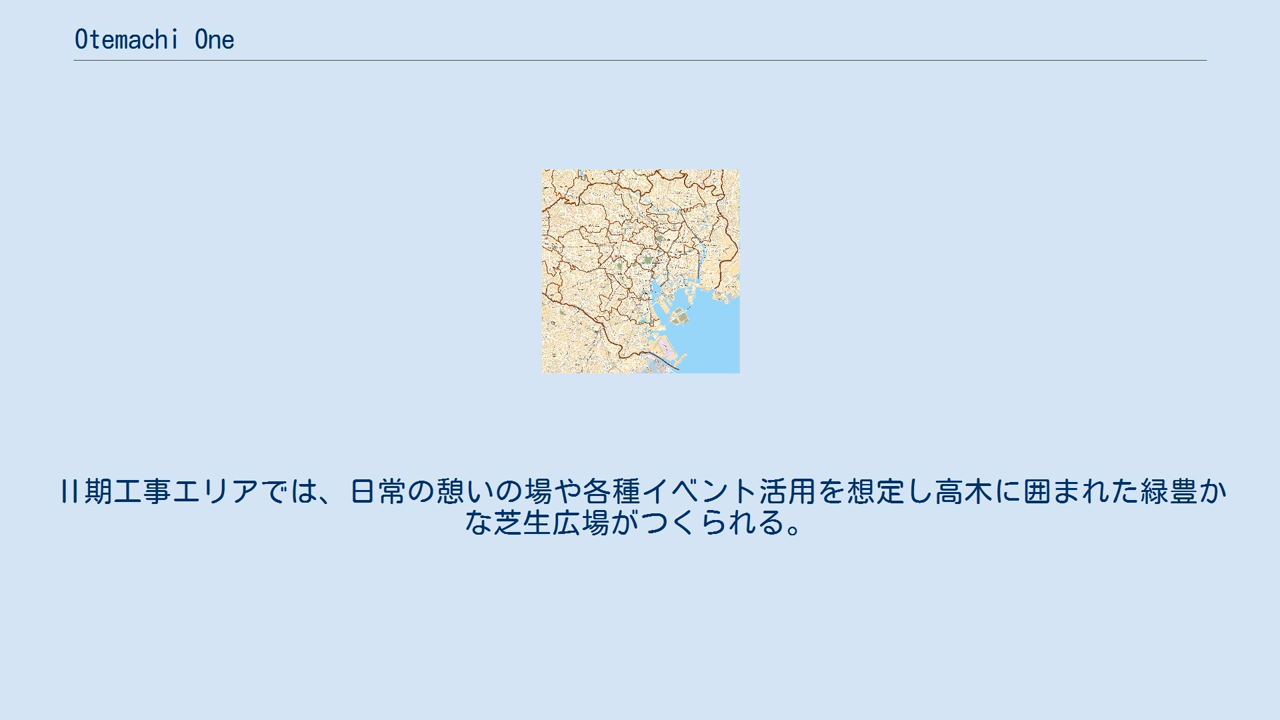 Otemachi One
II期工事エリアでは、日常の憩いの場や各種イベント活用を想定し高木に囲まれた緑豊か
な芝生広場がつくられる。